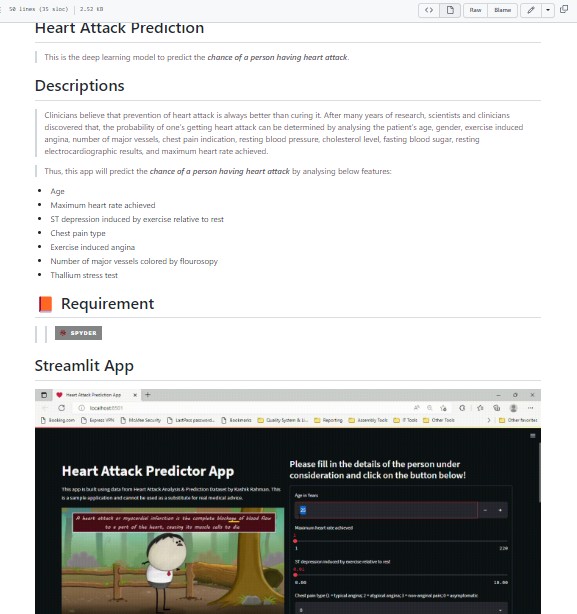 50 lines (35 sloc) | 2.52 KB
Raw
Blame
Heart Attack Prediction
This is the deep learning model to predict the chance of a person having heart attack.
Descriptions
Clinicians believe that prevention of heart attack is always better than curing it. After many years of research, scientists and clinicians
discovered that, the probability of one's getting heart attack can be determined by analysing the patient's age, gender, exercise induced
angina, number of major vessels, chest pain indication, resting blood pressure, cholesterol level, fasting blood sugar, resting
electrocardiographic results, and maximum heart rate achieved.
Thus, this app will predict the chance of a person having heart attack by analysing below features:
Age
Maximum heart rate achieved
ST depression induced by exercise relative to rest
Chest pain type
Exercise induced angina
Number of major vessels colored by flourosopy
Thallium stress test
Requirement
SPYDER
Streamlit App
Heart Attack Prediction App
localhost:8501
Booking.com
Express VPN
McAfee Security
LastPass password...
Bookmarks
Quality System & Li...
Reporting
Assembly Tools
IT Tools
Other Tools
Other favorites
Heart Attack Predictor App
This app is built using data from Heart Attack Analysis & Prediction Dataset by Rashik Rahman. This
is a sample application and cannot be used as a substitute for real medical advice.
A heart attack or myocardial infarction is the complete blockage of blood flow
to a part of the heart, causing its muscle cells to die
Please fill in the details of the person under
consideration and click on the button below!
Age in Years
Maximum heart rate achieved
1
220
ST depression induced by exercise relative to rest
0.00
10.00
Chest pain type (1 = typical angina; 2 = atypical angina; 3 = non-anginal pain; 0 = asymptomatic
0